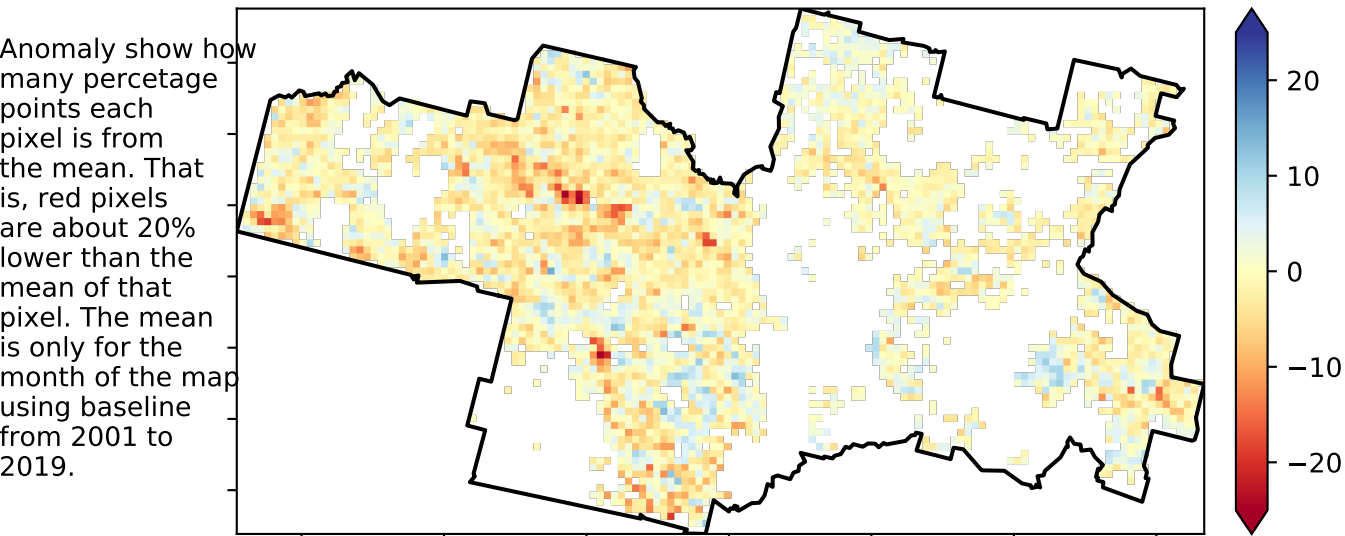 Anomaly show how
many percetage
points each
pixel is from
the mean. That
is, red pixels
are about 20%
lower than the
mean of that
pixel. The mean
is only for the
month of the map
using baseline
from 2001 to
2019.
20
10
0
−10
−20